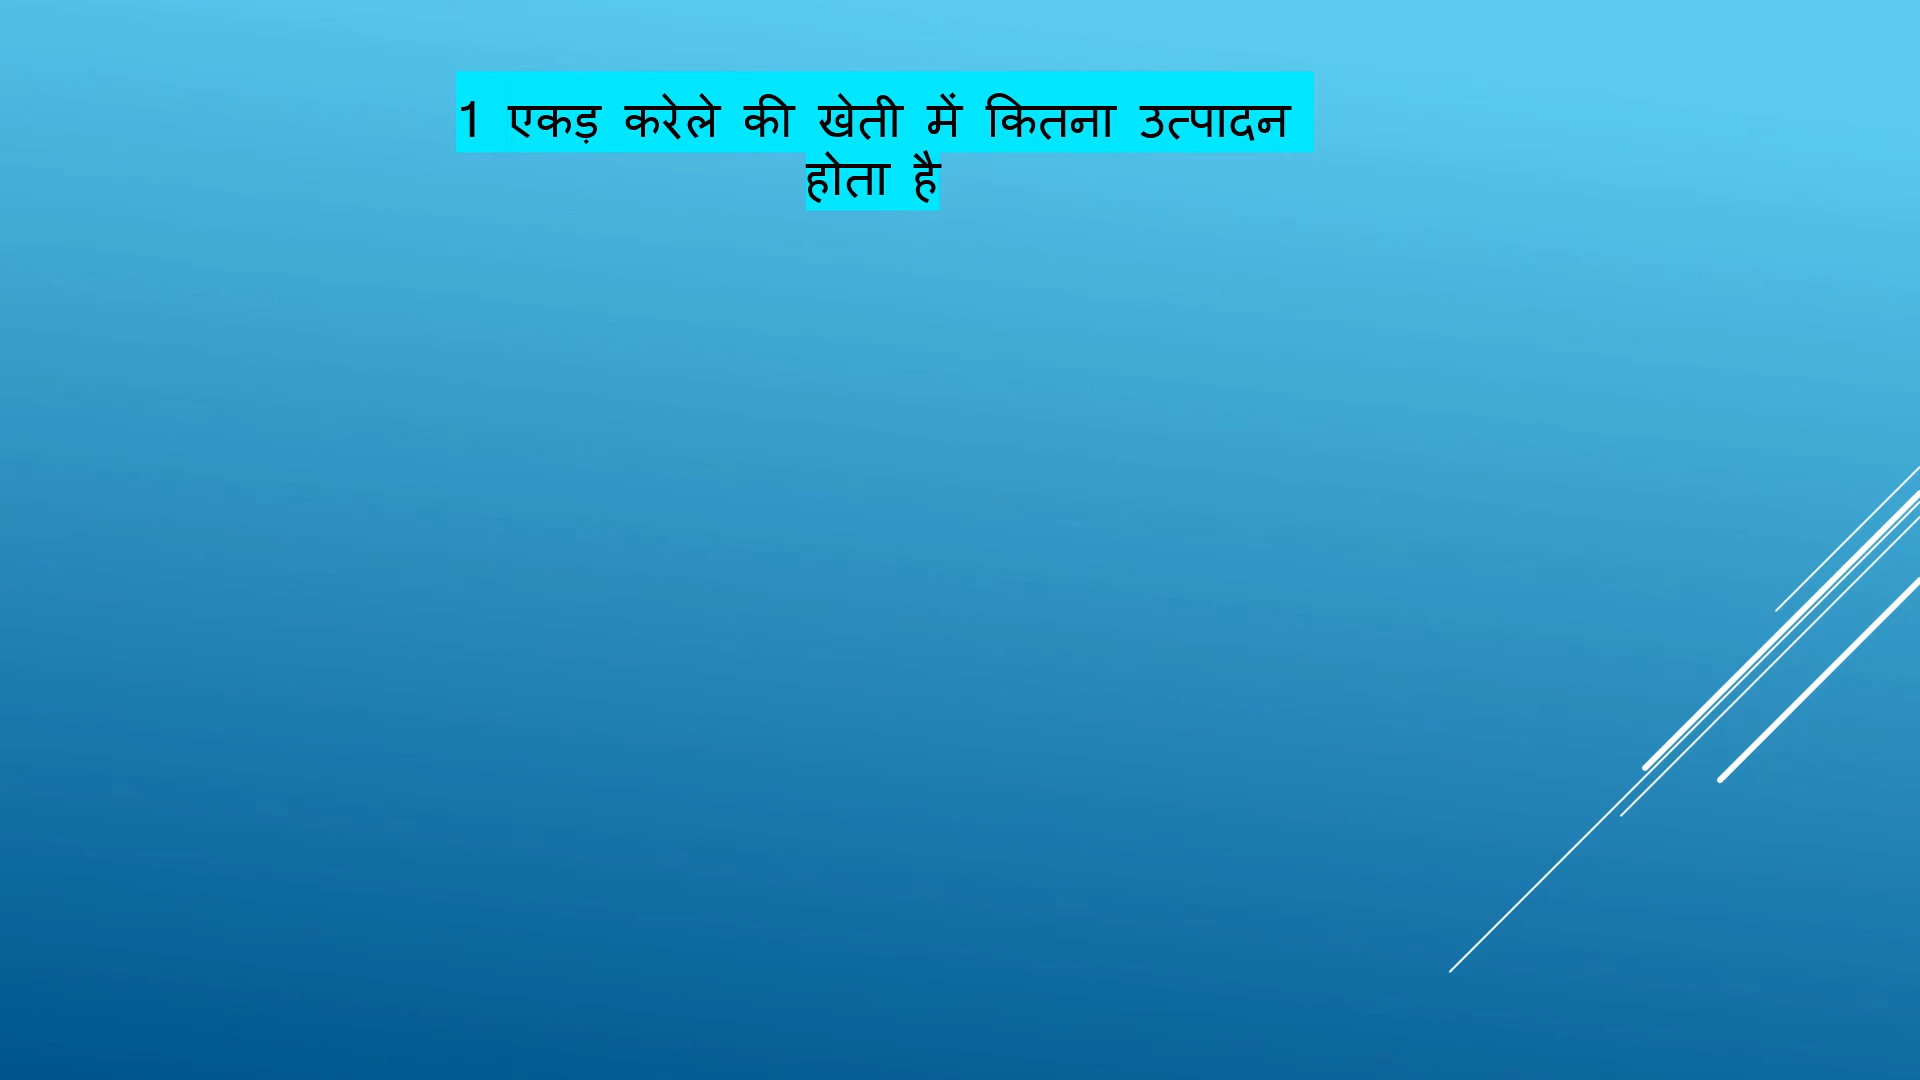 1 एकड़ करेले की खेती में कितना उत्पादन
होता है